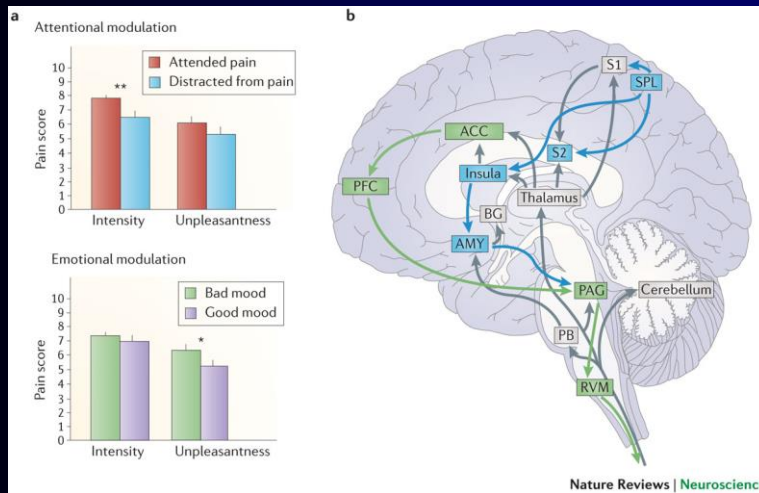 a
Attentional modulation
Attended pain
Distracted from pain
Pain score
10
9
8
7
6
5
4
3
2
1
0
**
Intensity
Unpleasantness
Emotional modulation
Bad mood
Good mood
Pain score
10
9
8
7
6
5
4
3
2
1
0
*
Intensity
Unpleasantness
b
S1
SPL
ACC
S2
Insula
PFC
Thalamus
BG
AMY
PAG
Cerebellum
PB
RVM
Nature Reviews | Neuroscienc